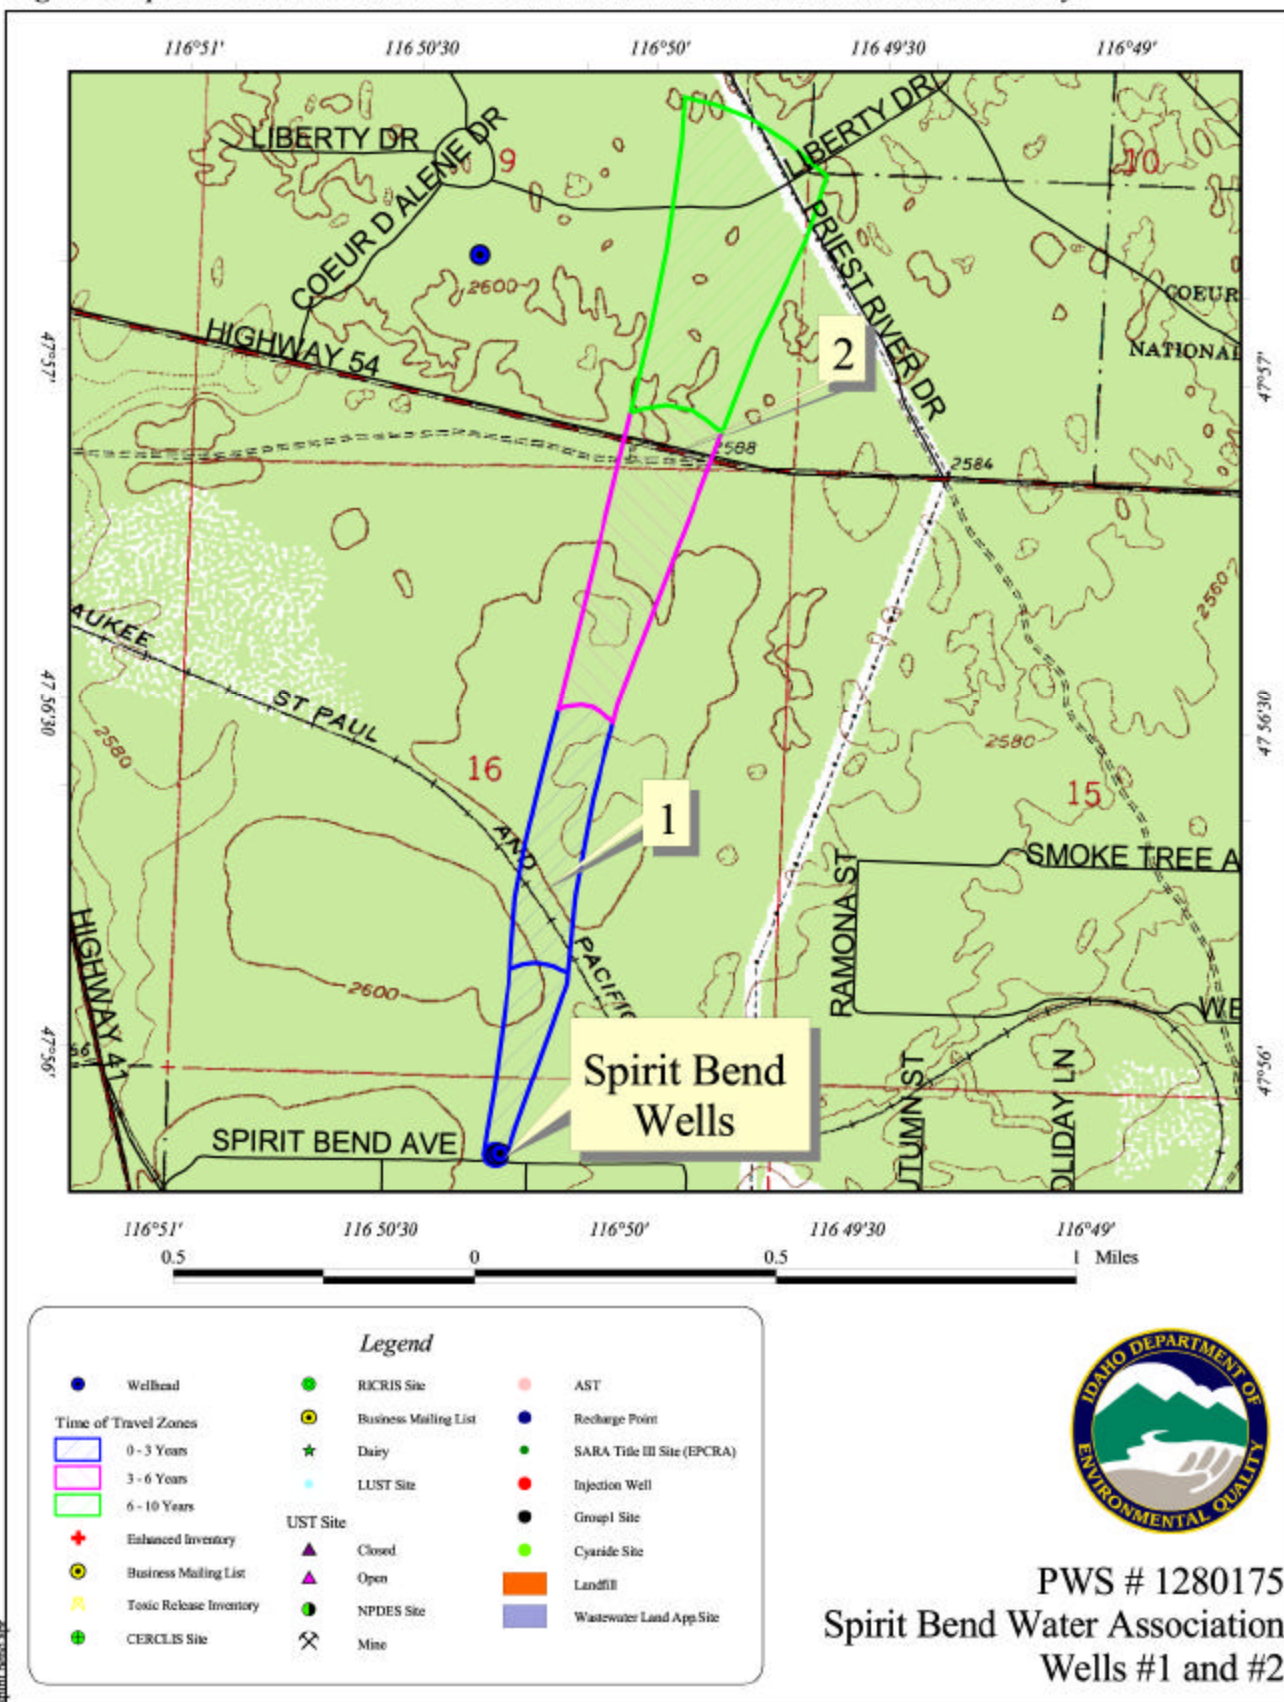 116°51'
116 50'30
116°50'
116 49'30
116°49'
LIBERTY DR
COEUR D ALENE DR
9
LIBERTY DR
10
PRIEST RIVER DR
2600
COEUR
NATIONAL
HIGHWAY 54
47°57'
47°57'
2
2588
2584
2560
AUKEE
ST PAUL
AND
PACIFIC
47 56'30
47 56'30
2580
2580
16
15
1
SMOKE TREE A
RAMONA ST
HIGHWAY 41
2600
WE
47°56'
47°56'
Spirit Bend
Wells
SPIRIT BEND AVE
UTUMN ST
OLIDAY LN
116°51'
116 50'30
116°50'
116 49'30
116°49'
0.5
0
0.5
1 Miles
Legend
Wellhead
Time of Travel Zones
0 - 3 Years
3 - 6 Years
6 - 10 Years
Enhanced Inventory
Business Mailing List
Toxic Release Inventory
CERCLIS Site
RICRIS Site
Business Mailing List
Dairy
LUST Site
UST Site
Closed
Open
NPDES Site
Mine
AST
Recharge Point
SARA Title III Site (EPCRA)
Injection Well
Group1 Site
Cyanide Site
Landfill
Wastewater Land App Site
IDAHO DEPARTMENT OF
ENVIRONMENTAL QUALITY
PWS # 1280175
Spirit Bend Water Association
Wells #1 and #2